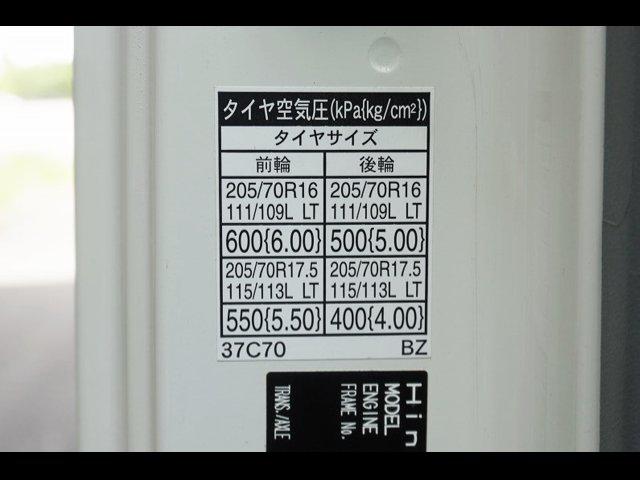 タイヤ空気圧(kPa{kg/cm²})
タイヤサイズ
前輪 後輪
205/70R16 205/70R16
111/109L LT 111/109L LT
600{6.00} 500{5.00}
205/70R17.5 205/70R17.5
115/113L LT 115/113L LT
550{5.50} 400{4.00}
37C70 BZ
Hin
MODEL
ENGINE
FRAME No.
TRANS./AXLE